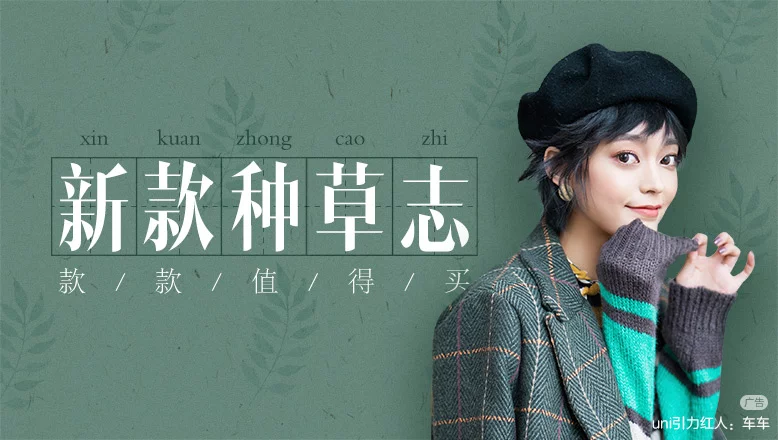 xin kuan zhong cao zhi
新款种草志
款/款/值/得/买
广告
uni引力红人：车车